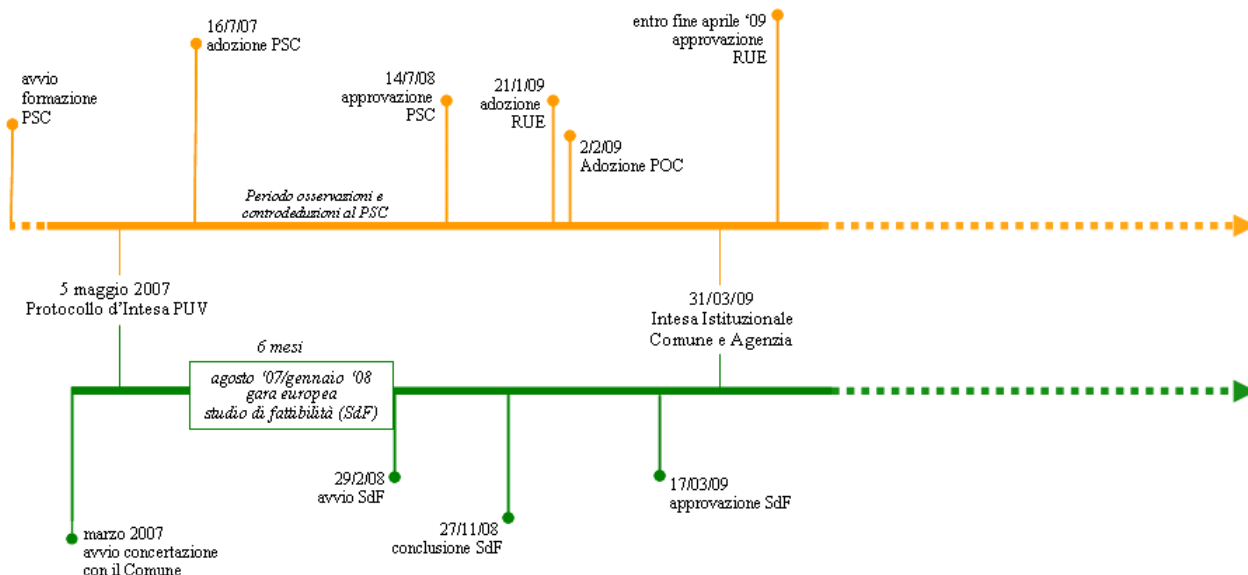 16/7/07
adozione PSC
entro fine aprile ‘09
approvazione
RUE
avvio
formazione
PSC
14/7/08
approvazione
PSC
21/1/09
adozione
RUE
2/2/09
Adozione POC
Periodo osservazioni e
controdeduzioni al PSC
5 maggio 2007
Protocollo d’Intesa PUV
31/03/09
Intesa Istituzionale
Comune e Agenzia
6 mesi
agosto ‘07/gennaio ‘08
gara europea
studio di fattibilità (SdF)
29/2/08
avvio SdF
17/03/09
approvazione SdF
marzo 2007
avvio concertazione
con il Comune
27/11/08
conclusione SdF